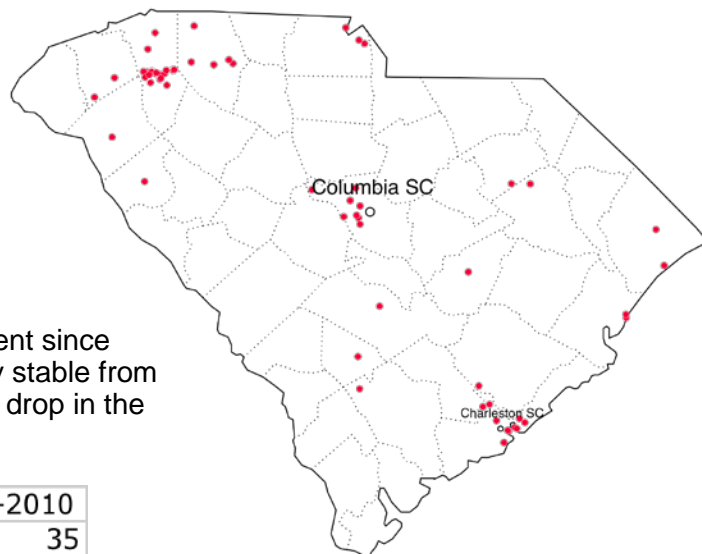 Columbia SC
ent since
y stable from
drop in the
Charleston SC
-2010
35